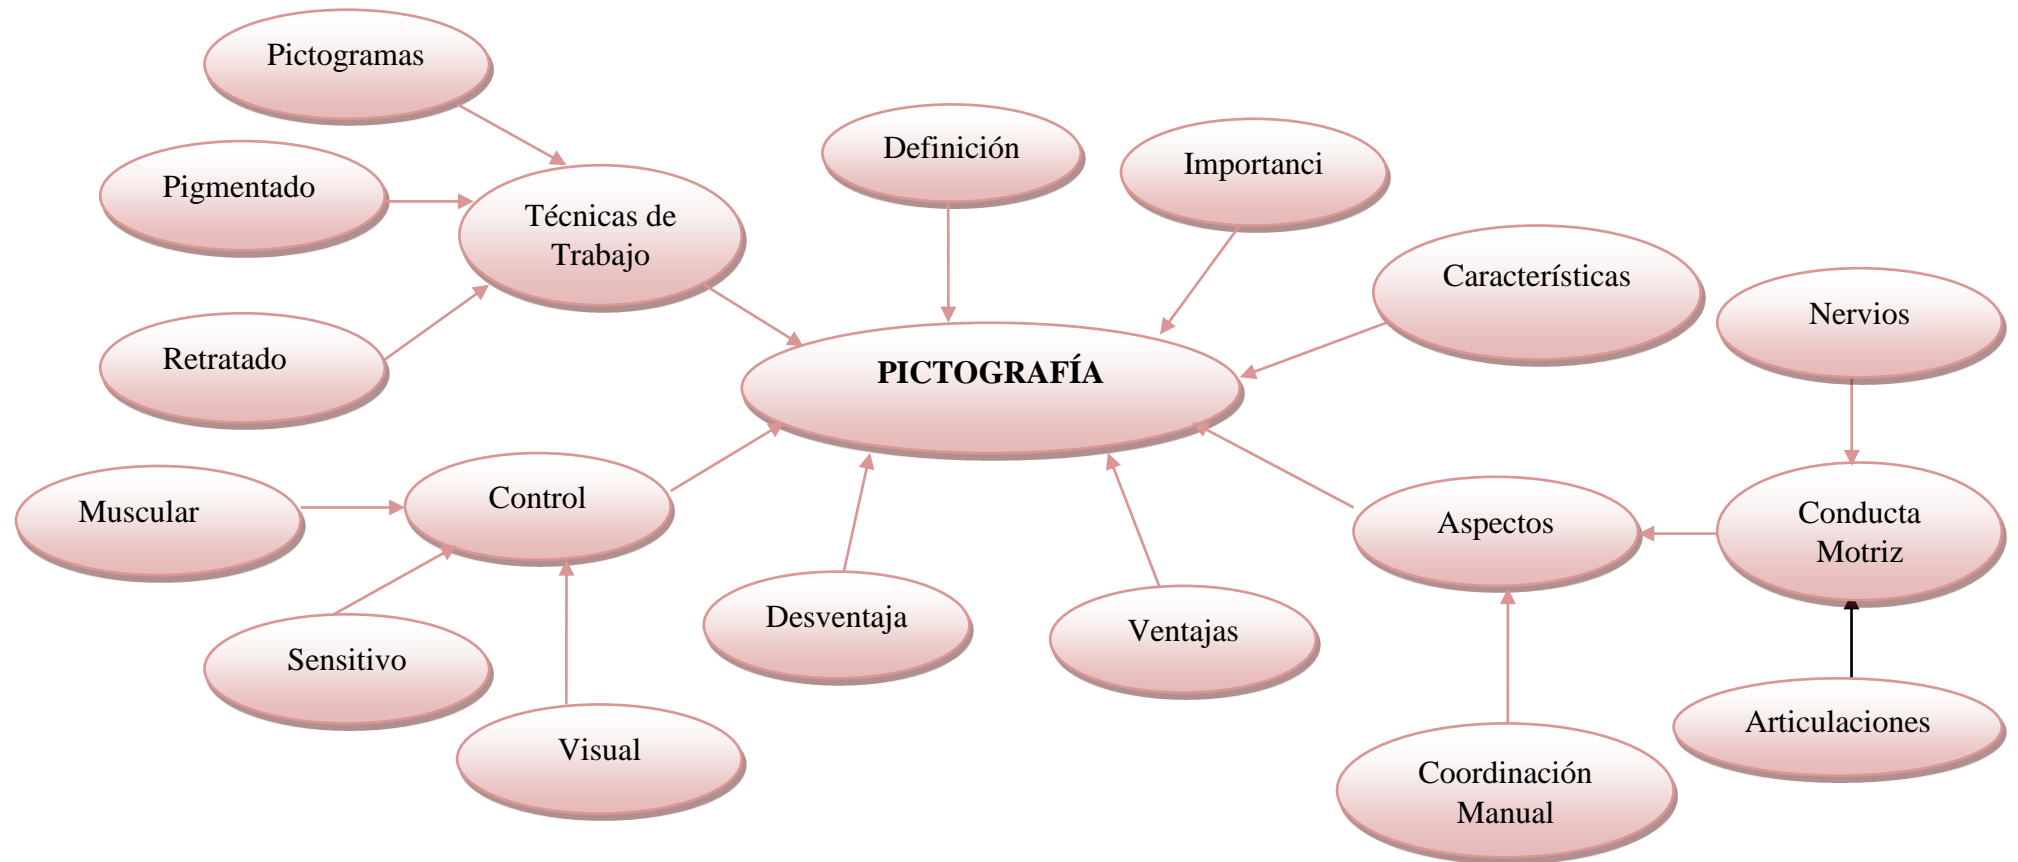 Pictogramas
Definición
Importanci
Pigmentado
Técnicas de
Trabajo
Características
Nervios
Retratado
PICTOGRAFÍA
Muscular
Control
Aspectos
Conducta
Motriz
Desventaja
Ventajas
Sensitivo
Visual
Articulaciones
Coordinación
Manual